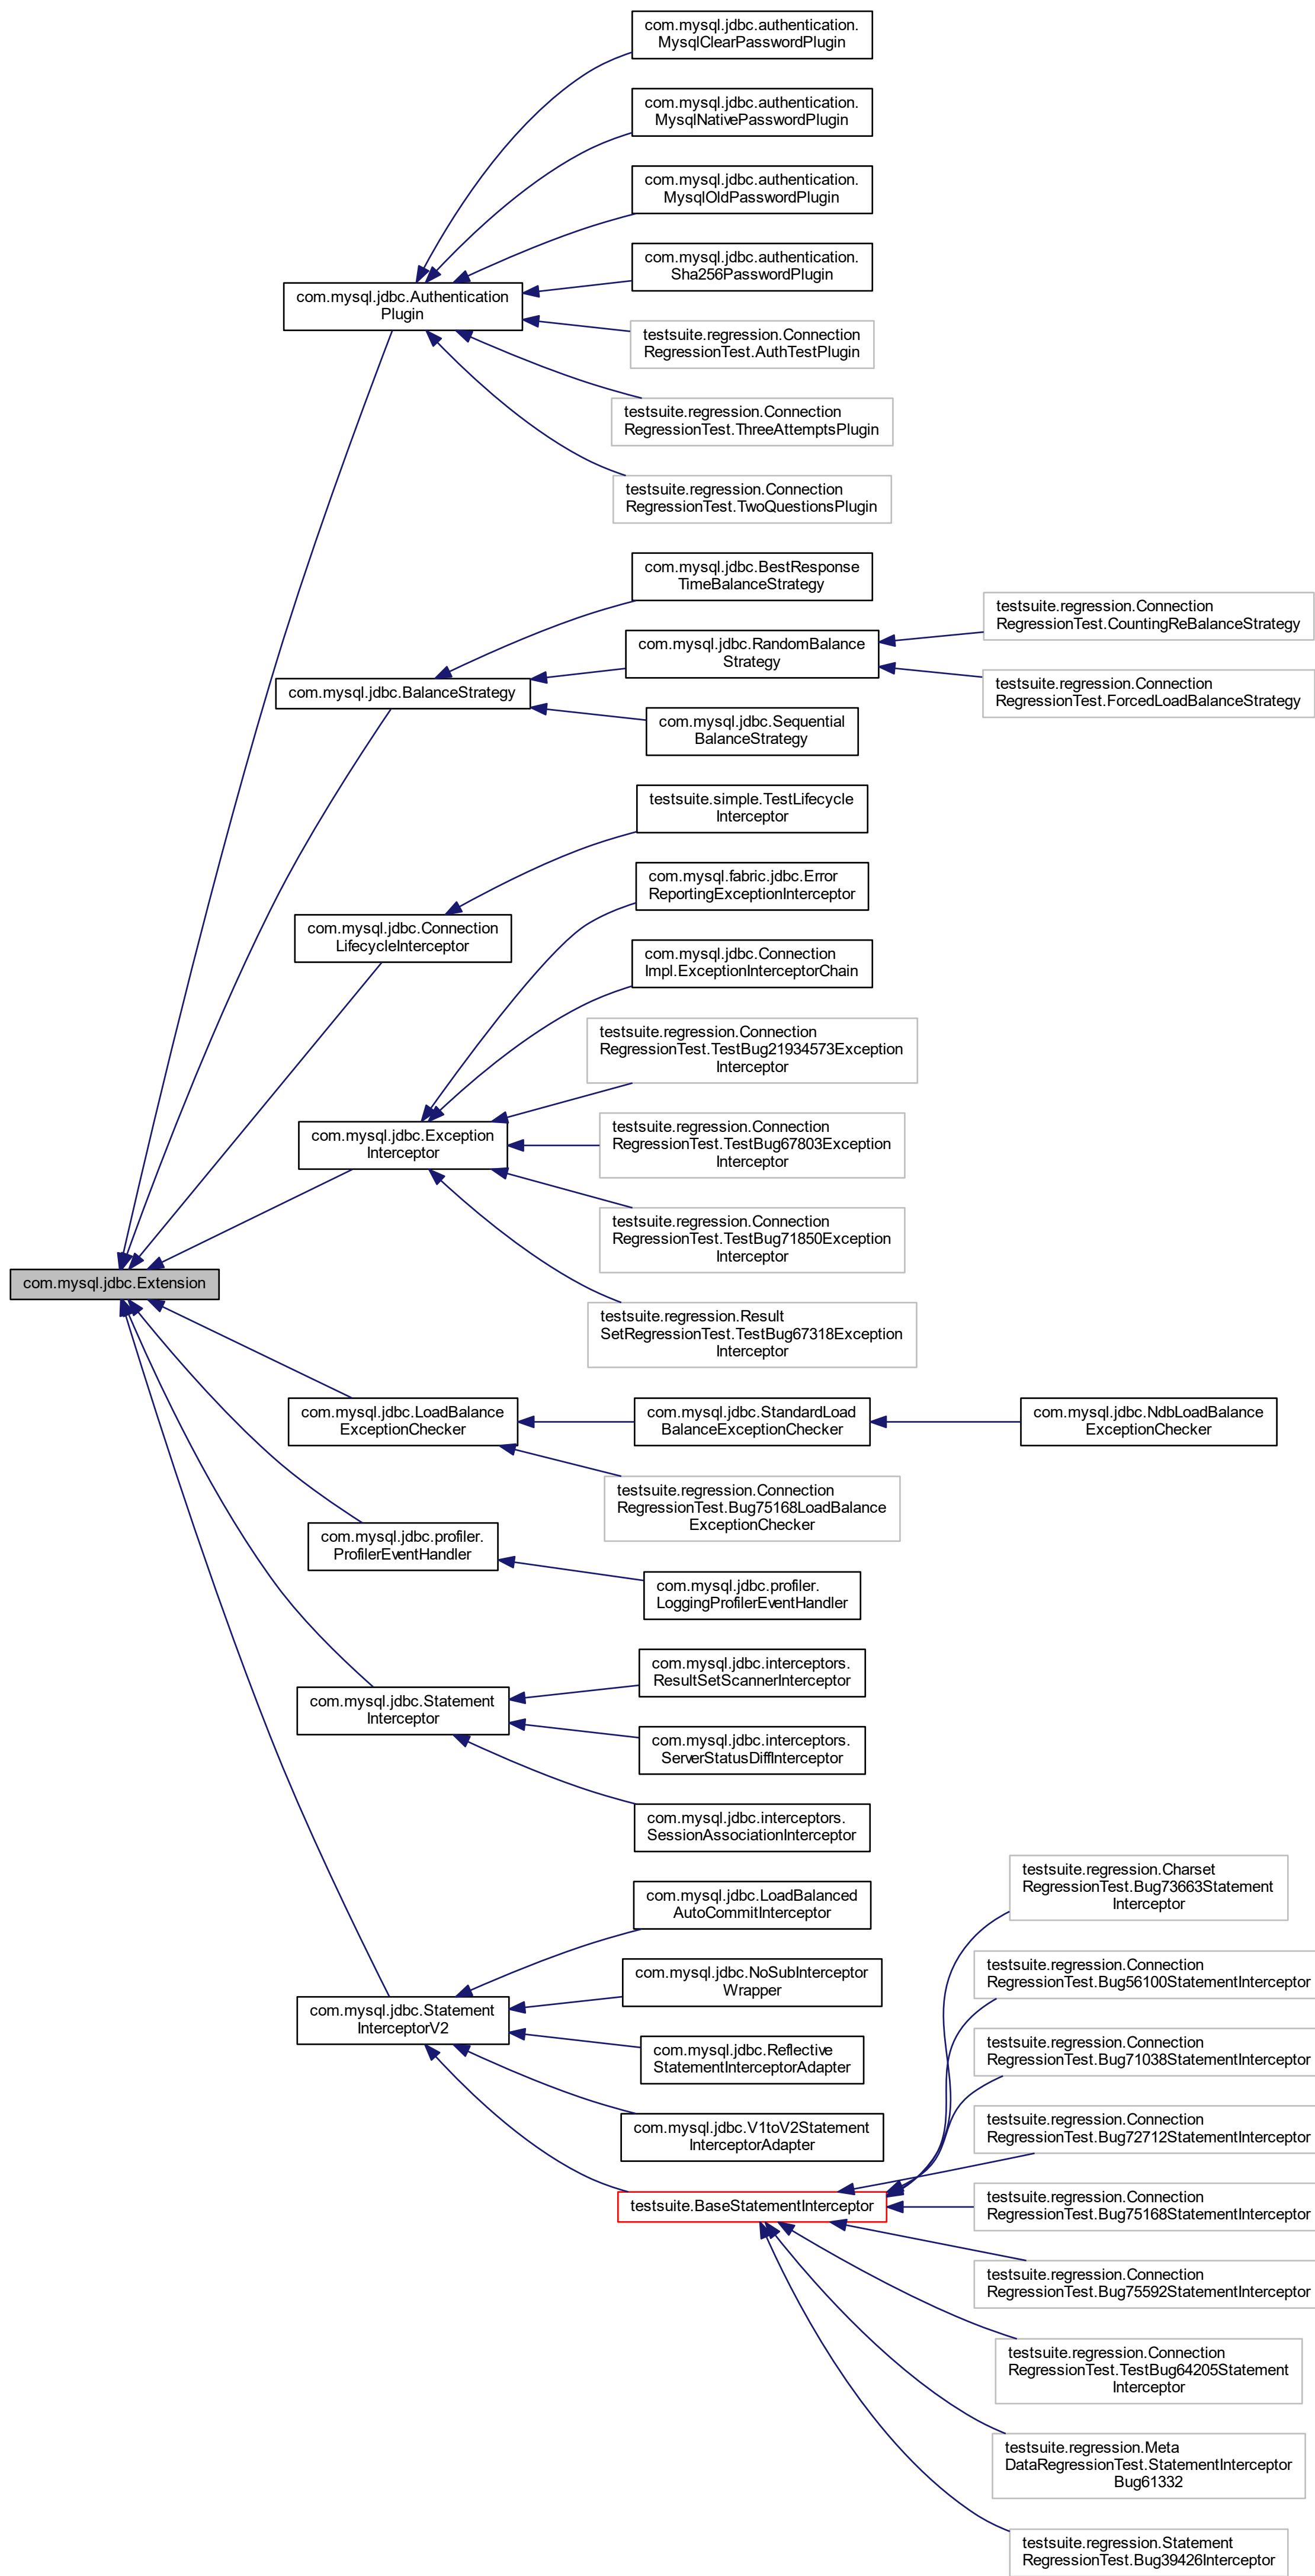 com.mysql.jdbc.authentication.
MysqlClearPasswordPlugin
com.mysql.jdbc.authentication.
MysqlNativePasswordPlugin
com.mysql.jdbc.authentication.
MysqlOldPasswordPlugin
com.mysql.jdbc.authentication.
Sha256PasswordPlugin
com.mysql.jdbc.Authentication
Plugin
testsuite.regression.Connection
RegressionTest.AuthTestPlugin
testsuite.regression.Connection
RegressionTest.ThreeAttemptsPlugin
testsuite.regression.Connection
RegressionTest.TwoQuestionsPlugin
com.mysql.jdbc.BestResponse
TimeBalanceStrategy
testsuite.regression.Connection
RegressionTest.CountingReBalanceStrategy
com.mysql.jdbc.RandomBalance
Strategy
com.mysql.jdbc.BalanceStrategy
testsuite.regression.Connection
RegressionTest.ForcedLoadBalanceStrategy
com.mysql.jdbc.Sequential
BalanceStrategy
testsuite.simple.TestLifecycle
Interceptor
com.mysql.fabric.jdbc.Error
ReportingExceptionInterceptor
com.mysql.jdbc.Connection
LifecycleInterceptor
com.mysql.jdbc.Connection
Impl.ExceptionInterceptorChain
testsuite.regression.Connection
RegressionTest.TestBug21934573Exception
Interceptor
com.mysql.jdbc.Exception
Interceptor
testsuite.regression.Connection
RegressionTest.TestBug67803Exception
Interceptor
testsuite.regression.Connection
RegressionTest.TestBug71850Exception
Interceptor
com.mysql.jdbc.Extension
testsuite.regression.Result
SetRegressionTest.TestBug67318Exception
Interceptor
com.mysql.jdbc.LoadBalance
ExceptionChecker
com.mysql.jdbc.StandardLoad
BalanceExceptionChecker
com.mysql.jdbc.NdbLoadBalance
ExceptionChecker
testsuite.regression.Connection
RegressionTest.Bug75168LoadBalance
ExceptionChecker
com.mysql.jdbc.profiler.
ProfilerEventHandler
com.mysql.jdbc.profiler.
LoggingProfilerEventHandler
com.mysql.jdbc.interceptors.
ResultSetScannerInterceptor
com.mysql.jdbc.Statement
Interceptor
com.mysql.jdbc.interceptors.
ServerStatusDiffInterceptor
com.mysql.jdbc.interceptors.
SessionAssociationInterceptor
testsuite.regression.Charset
RegressionTest.Bug73663Statement
Interceptor
com.mysql.jdbc.LoadBalanced
AutoCommitInterceptor
com.mysql.jdbc.NoSubInterceptor
Wrapper
testsuite.regression.Connection
RegressionTest.Bug56100StatementInterceptor
com.mysql.jdbc.Statement
InterceptorV2
com.mysql.jdbc.Reflective
StatementInterceptorAdapter
testsuite.regression.Connection
RegressionTest.Bug71038StatementInterceptor
com.mysql.jdbc.V1toV2Statement
InterceptorAdapter
testsuite.regression.Connection
RegressionTest.Bug72712StatementInterceptor
testsuite.BaseStatementInterceptor
testsuite.regression.Connection
RegressionTest.Bug75168StatementInterceptor
testsuite.regression.Connection
RegressionTest.Bug75592StatementInterceptor
testsuite.regression.Connection
RegressionTest.TestBug64205Statement
Interceptor
testsuite.regression.Meta
DataRegressionTest.StatementInterceptor
Bug61332
testsuite.regression.Statement
RegressionTest.Bug39426Interceptor